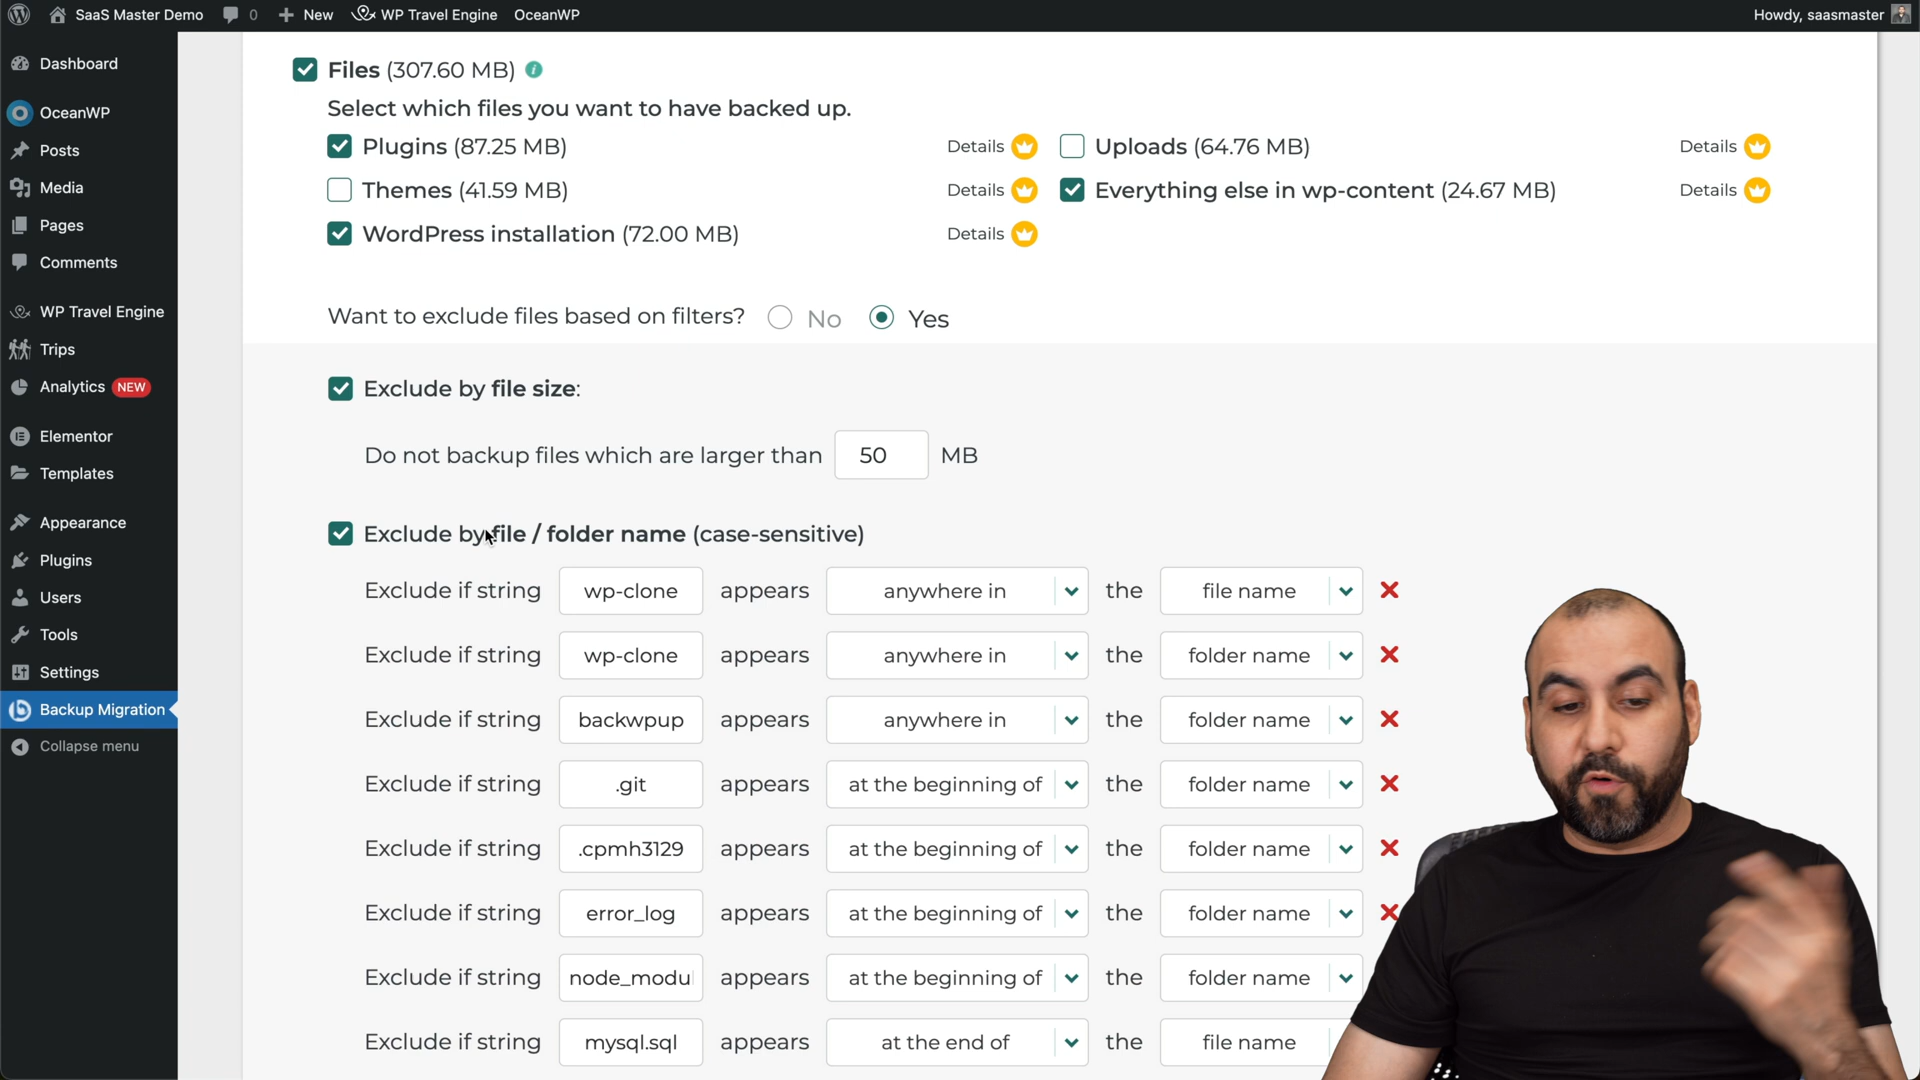 SaaS Master Demo 0 New WP Travel Engine OceanWP Howdy, saasmaster
Dashboard
OceanWP
Posts
Media
Pages
Comments
WP Travel Engine
Trips
Analytics NEW
Elementor
Templates
Appearance
Plugins
Users
Tools
Settings
Backup Migration
Collapse menu
Files (307.60 MB)
Select which files you want to have backed up.
Plugins (87.25 MB) Details Uploads (64.76 MB) Details
Themes (41.59 MB) Details Everything else in wp-content (24.67 MB) Details
WordPress installation (72.00 MB) Details
Want to exclude files based on filters? No Yes
Exclude by file size:
Do not backup files which are larger than 50 MB
Exclude by file / folder name (case-sensitive)
Exclude if string wp-clone appears anywhere in the file name
Exclude if string wp-clone appears anywhere in the folder name
Exclude if string backwpup appears anywhere in the folder name
Exclude if string .git appears at the beginning of the folder name
Exclude if string .cpmh3129 appears at the beginning of the folder name
Exclude if string error_log appears at the beginning of the folder name
Exclude if string node_modul appears at the beginning of the folder name
Exclude if string mysql.sql appears at the end of the file name